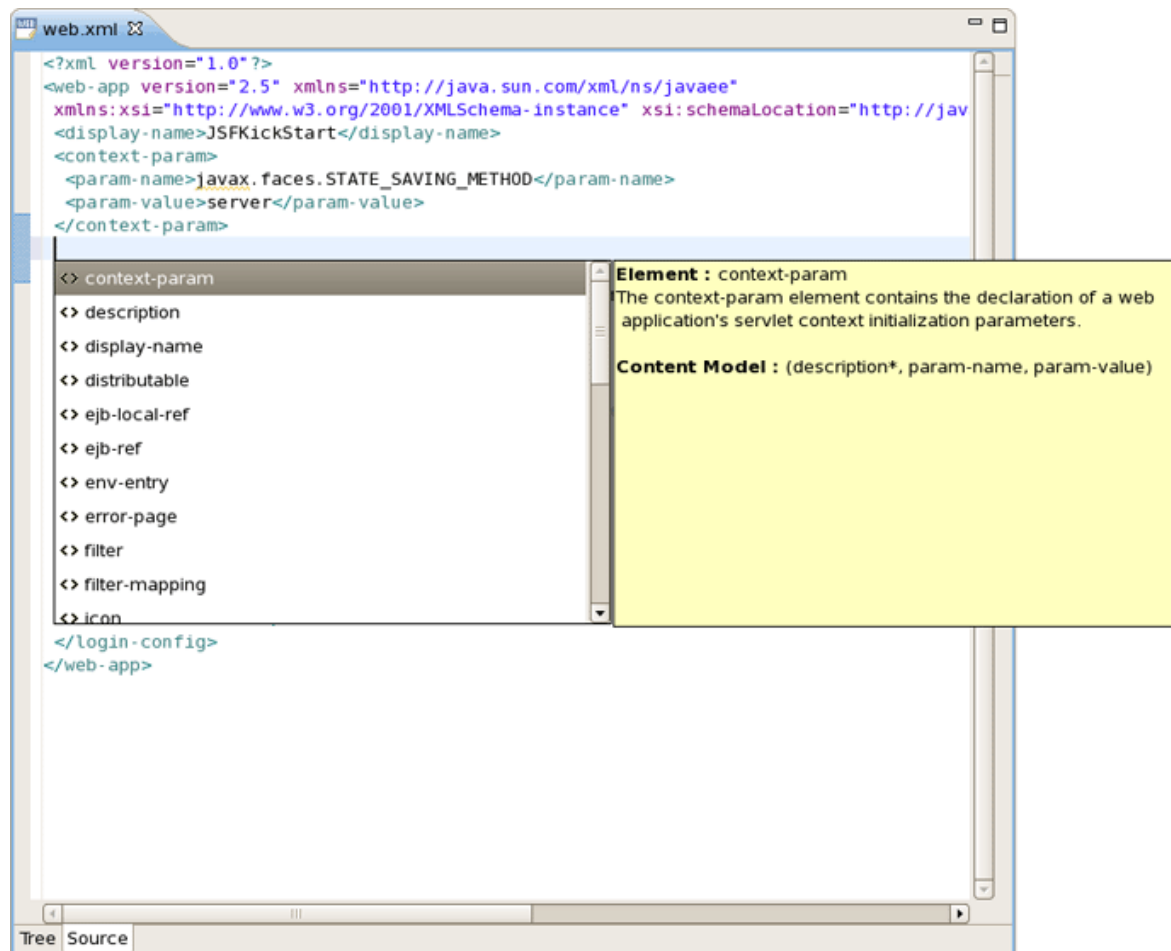 web.xml
<?xml version="1.0"?>
<web-app version="2.5" xmlns="http://java.sun.com/xml/ns/javaee"
xmlns:xsi="http://www.w3.org/2001/XMLSchema-instance" xsi:schemaLocation="http://jav
<display-name>JSFKickStart</display-name>
<context-param>
<param-name>javax.faces.STATE_SAVING_METHOD</param-name>
<param-value>server</param-value>
</context-param>
<> context-param
<> description
<> display-name
<> distributable
<> ejb-local-ref
<> ejb-ref
<> env-entry
<> error-page
<> filter
<> filter-mapping
<> icon
Element : context-param
The context-param element contains the declaration of a web
application's servlet context initialization parameters.
Content Model : (description*, param-name, param-value)
</login-config>
</web-app>
Tree Source